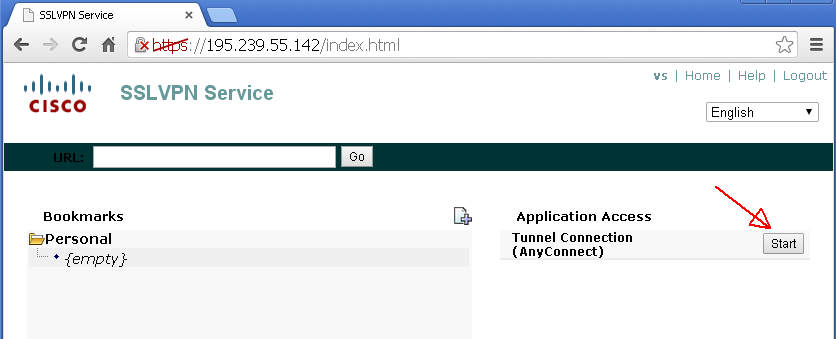 SSLVPN Service
https://195.239.55.142/index.html
CISCO
SSLVPN Service
vs | Home | Help | Logout
English
URL:
Go
Bookmarks
Personal
{empty}
Application Access
Tunnel Connection
(AnyConnect)
Start